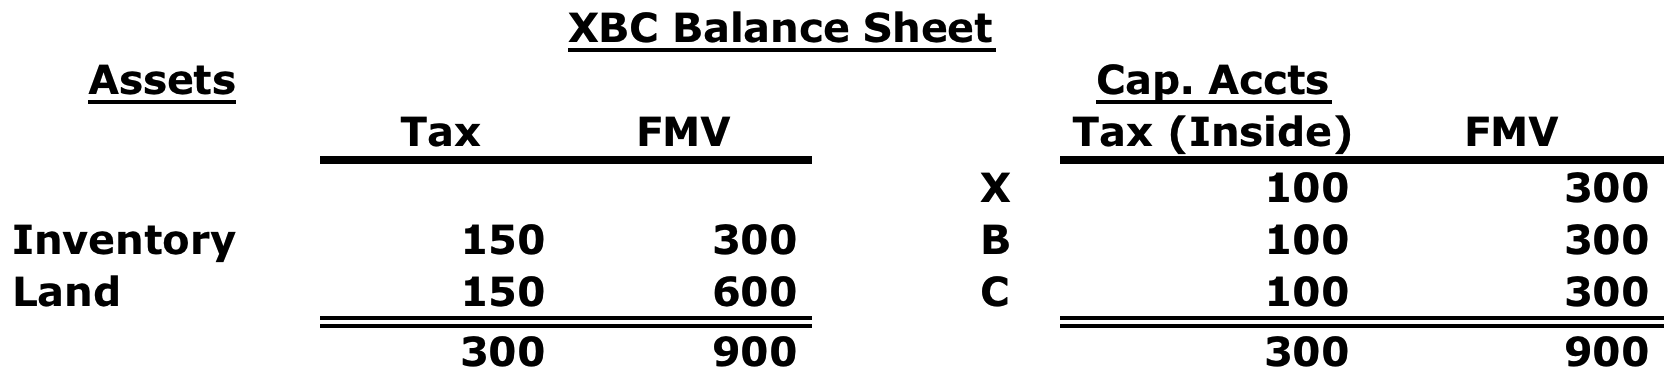 XBC Balance Sheet
Assets Cap. Accts
Tax FMV Tax (Inside) FMV
X 100 300
Inventory 150 300 B 100 300
Land 150 600 C 100 300
300 900 300 900